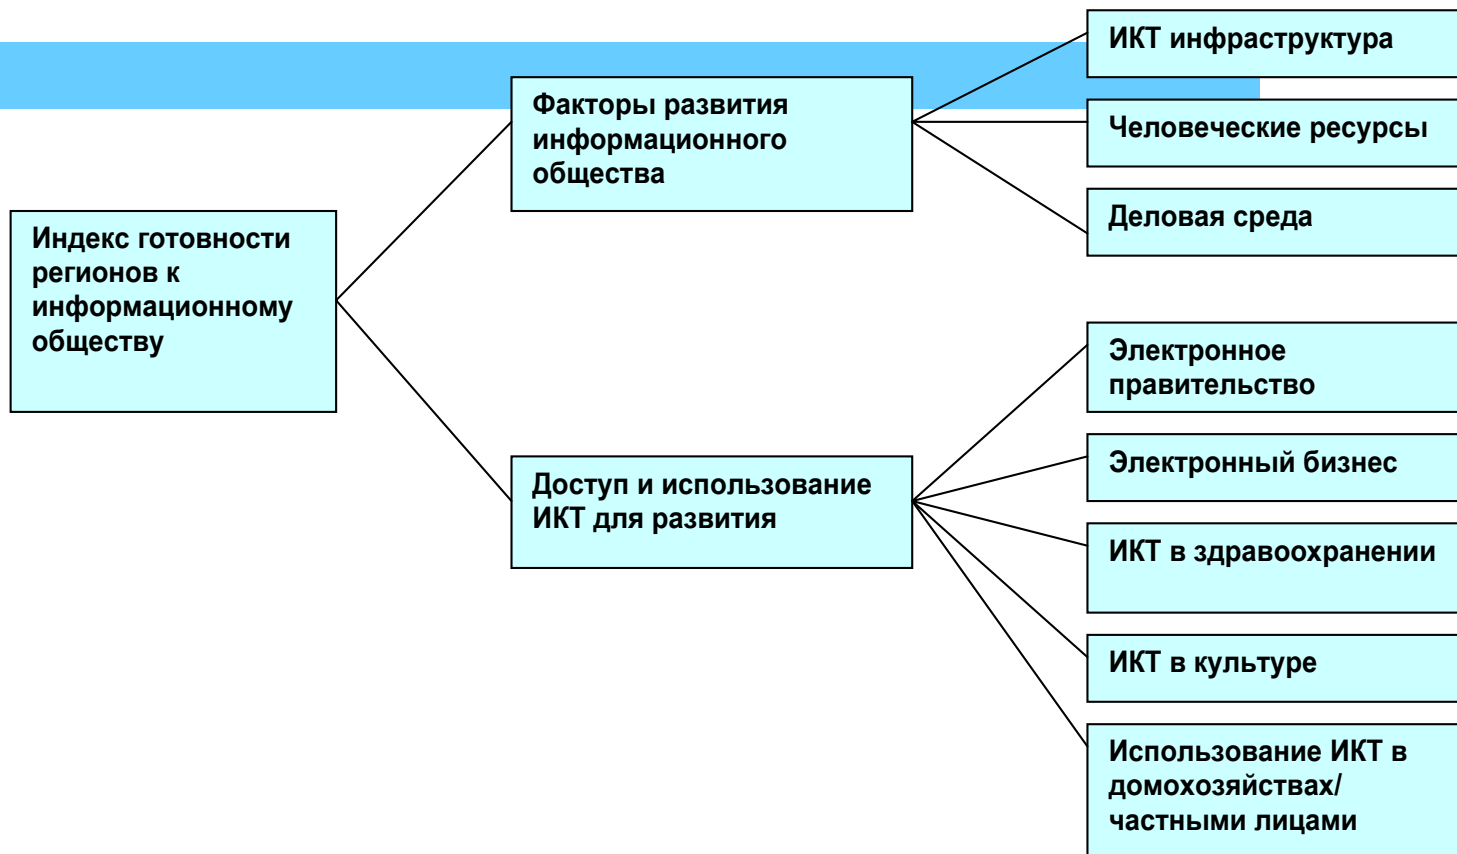 Индекс готовности
регионов к
информационному
обществу
Факторы развития
информационного
общества
ИКТ инфраструктура
Человеческие ресурсы
Деловая среда
Доступ и использование
ИКТ для развития
Электронное
правительство
Электронный бизнес
ИКТ в здравоохранении
ИКТ в культуре
Использование ИКТ в
домохозяйствах/
частными лицами